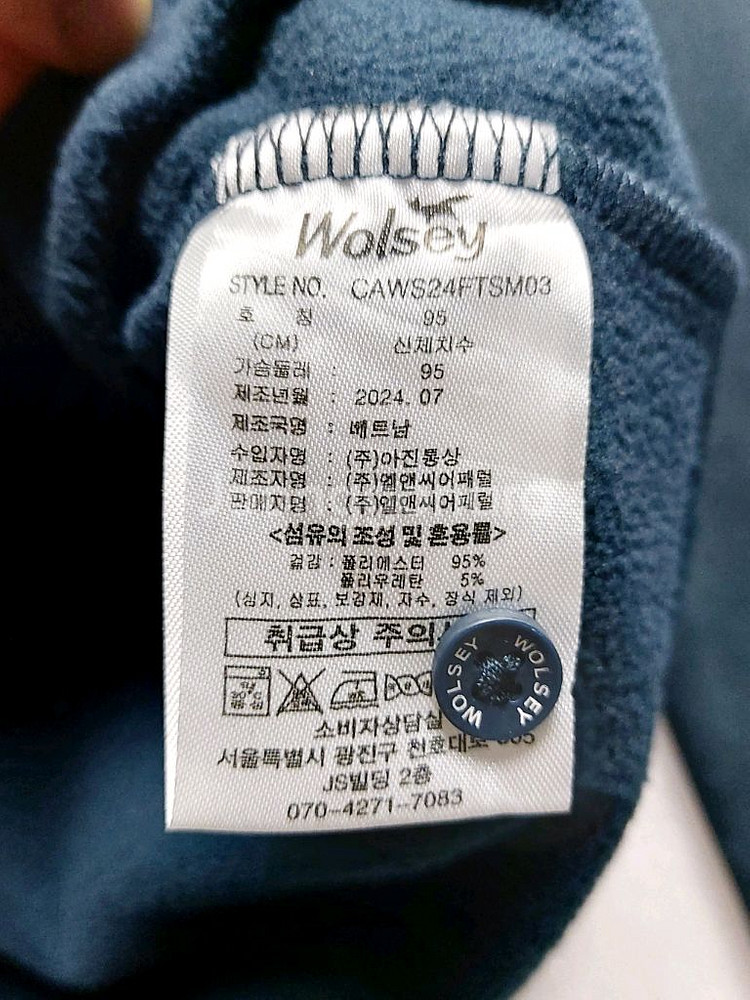 Wolsey
STYLE NO. CAWS24FTSM03
호 칭 95
(CM) 신체치수
가슴둘레 : 95
제조년월 : 2024. 07
제조국명 : 베트남
수입자명 : (주)아진통상
제조자명 : (주)엘앤씨어패럴
판매자명 : (주)엘앤씨어패럴
<섬유의 조성 및 혼용률>
겉감 : 폴리에스터 95%
폴리우레탄 5%
(심지, 상표, 보강재, 자수, 장식 제외)
취급상 주의
소비자상담실
서울특별시 광진구 천호대로
JS빌딩 2층
070-4271-7083
WOLSEY WOLSEY